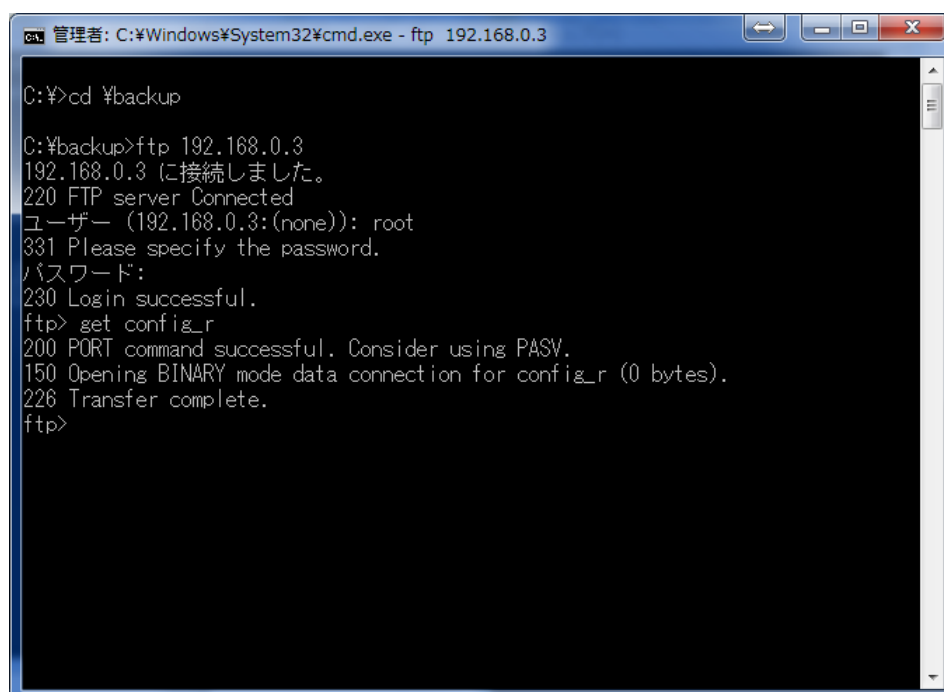 管理者: C:¥Windows¥System32¥cmd.exe - ftp 192.168.0.3
C:¥>cd ¥backup
C:¥backup>ftp 192.168.0.3
192.168.0.3 に接続しました。
220 FTP server Connected
ユーザー (192.168.0.3:(none)): root
331 Please specify the password.
パスワード:
230 Login successful.
ftp> get config_r
200 PORT command successful. Consider using PASV.
150 Opening BINARY mode data connection for config_r (0 bytes).
226 Transfer complete.
ftp>